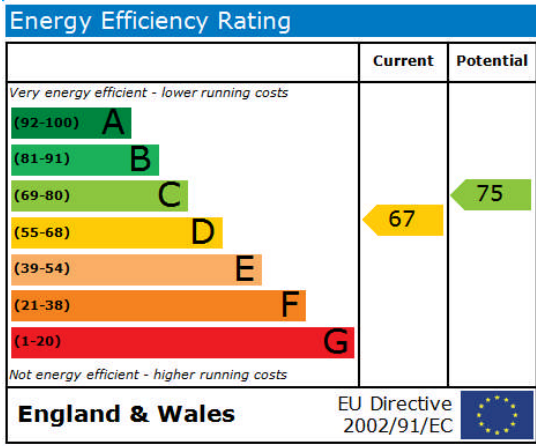 Energy Efficiency Rating
Current Potential
Very energy efficient - lower running costs
(92-100) A
(81-91) B
(69-80) C
75
(55-68) D
67
(39-54) E
(21-38) F
(1-20) G
Not energy efficient - higher running costs
England & Wales
EU Directive
2002/91/EC